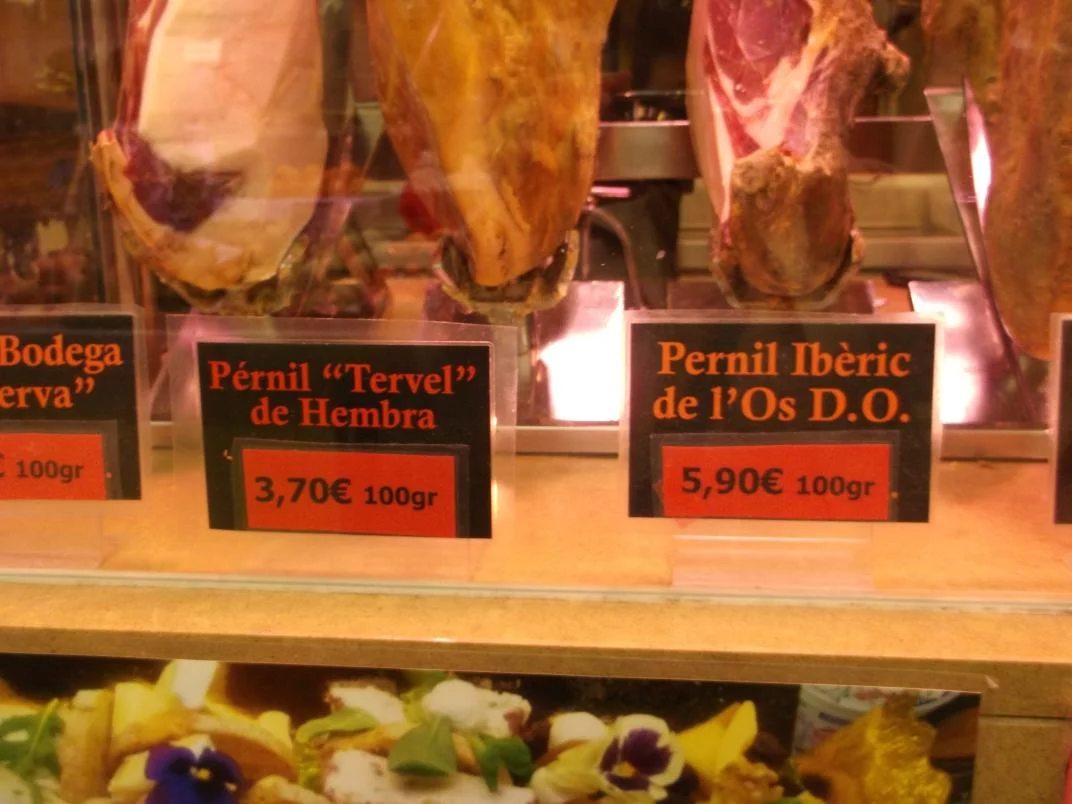 Bodega
erva”
€ 100gr
Pérnil “Tervel”
de Hembra
3,70€ 100gr
Pernil Ibèric
de l’Os D.O.
5,90€ 100gr